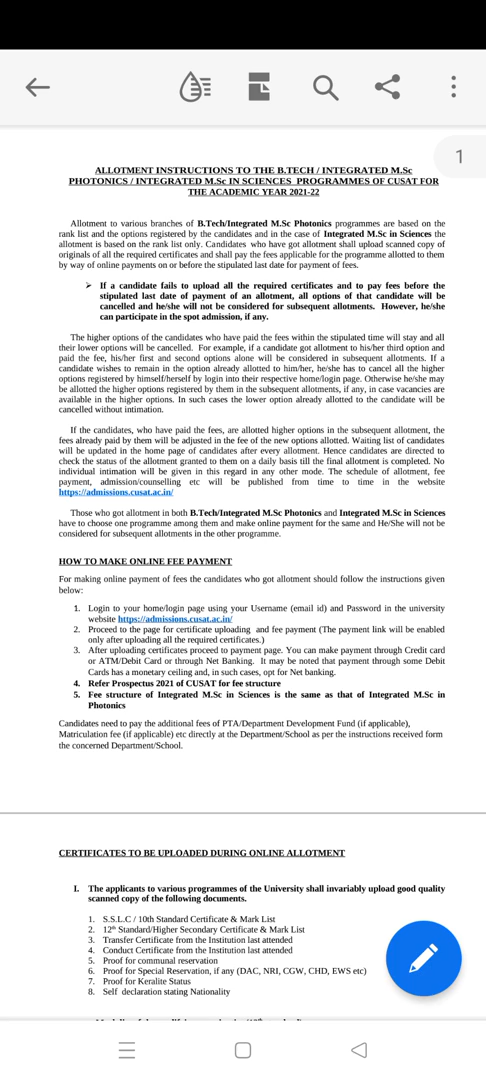 1
ALLOTMENT INSTRUCTIONS TO THE B.TECH / INTEGRATED M.Sc
PHOTONICS / INTEGRATED M.Sc IN SCIENCES PROGRAMMES OF CUSAT FOR
THE ACADEMIC YEAR 2021-22
Allotment to various branches of B.Tech/Integrated M.Sc Photonics programmes are based on the
rank list and the options registered by the candidates and in the case of Integrated M.Sc in Sciences the
allotment is based on the rank list only. Candidates who have got allotment shall upload scanned copy of
originals of all the required certificates and shall pay the fees applicable for the programme allotted to them
by way of online payments on or before the stipulated last date for payment of fees.
➢ If a candidate fails to upload all the required certificates and to pay fees before the
stipulated last date of payment of an allotment, all options of that candidate will be
cancelled and he/she will not be considered for subsequent allotments. However, he/she
can participate in the spot admission, if any.
The higher options of the candidates who have paid the fees within the stipulated time will stay and all
their lower options will be cancelled. For example, if a candidate got allotment to his/her third option and
paid the fee, his/her first and second options alone will be considered in subsequent allotments. If a
candidate wishes to remain in the option already allotted to him/her, he/she has to cancel all the higher
options registered by himself/herself by login into their respective home/login page. Otherwise he/she may
be allotted the higher options registered by them in the subsequent allotments, if any, in case vacancies are
available in the higher options. In such cases the lower option already allotted to the candidate will be
cancelled without intimation.
If the candidates, who have paid the fees, are allotted higher options in the subsequent allotment, the
fees already paid by them will be adjusted in the fee of the new options allotted. Waiting list of candidates
will be updated in the home page of candidates after every allotment. Hence candidates are directed to
check the status of the allotment granted to them on a daily basis till the final allotment is completed. No
individual intimation will be given in this regard in any other mode. The schedule of allotment, fee
payment, admission/counselling etc will be published from time to time in the website
https://admissions.cusat.ac.in/
Those who got allotment in both B.Tech/Integrated M.Sc Photonics and Integrated M.Sc in Sciences
have to choose one programme among them and make online payment for the same and He/She will not be
considered for subsequent allotments in the other programme.
HOW TO MAKE ONLINE FEE PAYMENT
For making online payment of fees the candidates who got allotment should follow the instructions given
below:
1. Login to your home/login page using your Username (email id) and Password in the university
website https://admissions.cusat.ac.in/
2. Proceed to the page for certificate uploading and fee payment (The payment link will be enabled
only after uploading all the required certificates.)
3. After uploading certificates proceed to payment page. You can make payment through Credit card
or ATM/Debit Card or through Net Banking. It may be noted that payment through some Debit
Cards has a monetary ceiling and, in such cases, opt for Net banking.
4. Refer Prospectus 2021 of CUSAT for fee structure
5. Fee structure of Integrated M.Sc in Sciences is the same as that of Integrated M.Sc in
Photonics
Candidates need to pay the additional fees of PTA/Department Development Fund (if applicable),
Matriculation fee (if applicable) etc directly at the Department/School as per the instructions received form
the concerned Department/School.
CERTIFICATES TO BE UPLOADED DURING ONLINE ALLOTMENT
I. The applicants to various programmes of the University shall invariably upload good quality
scanned copy of the following documents.
1. S.S.L.C / 10th Standard Certificate & Mark List
2. 12th Standard/Higher Secondary Certificate & Mark List
3. Transfer Certificate from the Institution last attended
4. Conduct Certificate from the Institution last attended
5. Proof for communal reservation
6. Proof for Special Reservation, if any (DAC, NRI, CGW, CHD, EWS etc)
7. Proof for Keralite Status
8. Self declaration stating Nationality